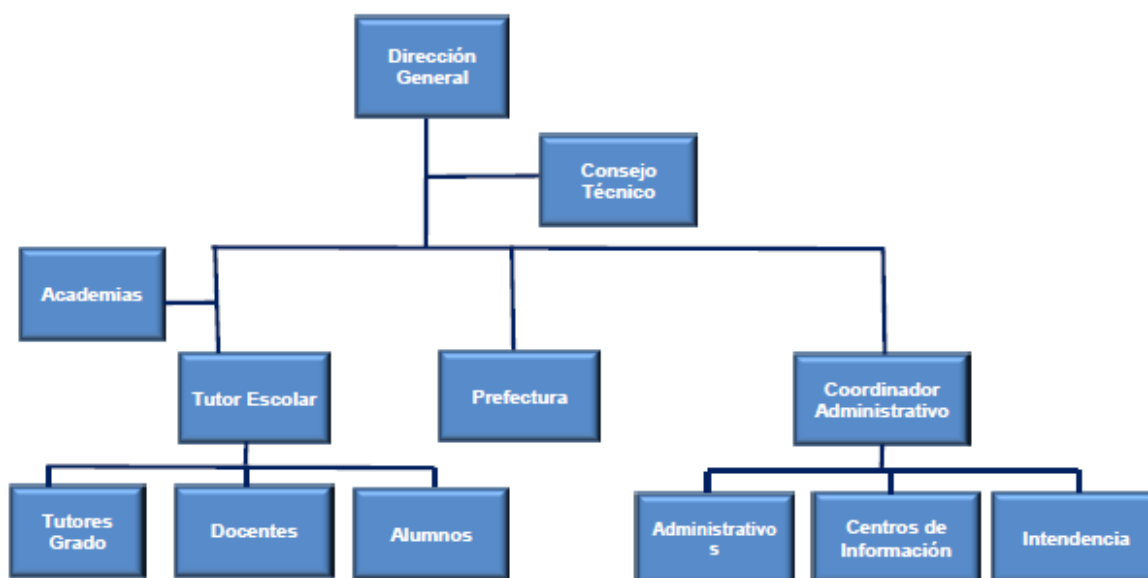 Dirección
General
Consejo
Técnico
Academias
Tutor Escolar
Prefectura
Coordinador
Administrativo
Tutores
Grado
Docentes
Alumnos
Administrativo
s
Centros de
Información
Intendencia